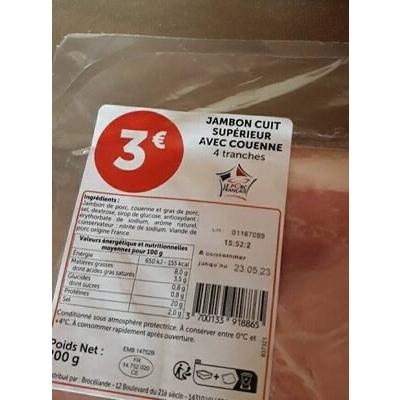 3€
JAMBON CUIT
SUPÉRIEUR
AVEC COUENNE
4 tranches
LE PORC
FRANÇAIS
Ingrédients :
Jambon de porc, couenne et gras de porc,
sel, dextrose, sirop de glucose, antioxydant :
érythorbate de sodium, arôme naturel,
conservateur : nitrite de sodium. Viande de
porc origine France.
Valeurs énergétique et nutritionnelles
moyennes pour 100 g
Energie 650 kJ - 155 kcal
Matières grasses 8.0 g
dont acides gras saturés 3.5 g
Glucides 0.8 g
dont sucres 0.8 g
Protéines 20 g
Sel 2.0 g
Lot 01167089
15:52:2
A consommer
jusqu'au 23.05.23
3 700133 918865
Conditionné sous atmosphère protectrice. À conserver entre 0°C et
+4°C. À consommer rapidement après ouverture.
Poids Net :
200 g
EMB 14762B
FR
14.762.020
CE
Distribué par : Brocéliande - 12 Boulevard du 21è siècle -